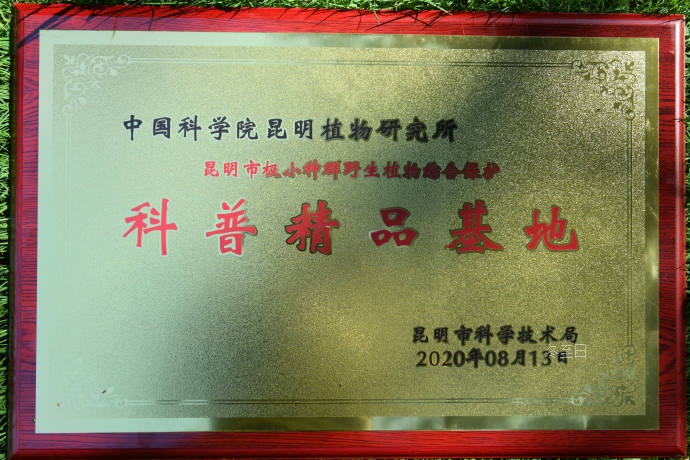 中国科学院昆明植物研究所
昆明市极小种群野生植物综合保护
科普精品基地
昆明市科学技术局
2020年08月13日